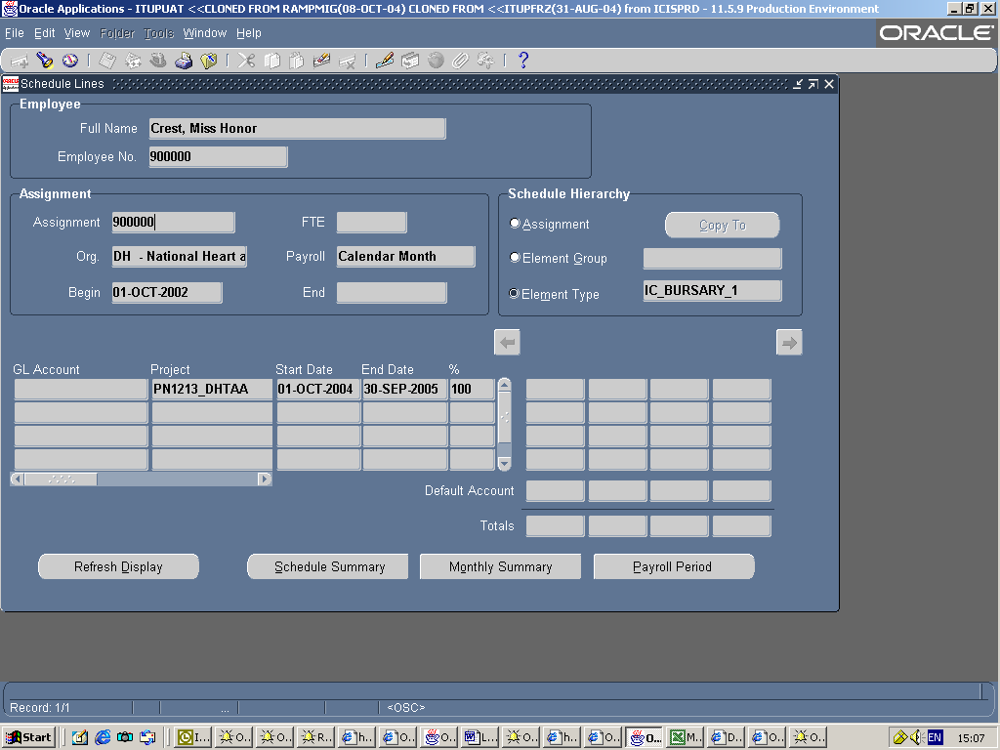 Oracle Applications - ITUPUAT <<CLONED FROM RAMPMIG(08-OCT-04) CLONED FROM <<ITUPFRZ(31-AUG-04) from ICISPRD - 11.5.9 Production Environment
File Edit View Folder Tools Window Help
ORACLE
Schedule Lines
Employee
Full Name Crest, Miss Honor
Employee No. 900000
Assignment Schedule Hierarchy
Assignment 900000 FTE Assignment Copy To
Org. DH - National Heart a Payroll Calendar Month Element Group
Begin 01-OCT-2002 End Element Type IC_BURSARY_1
GL Account Project Start Date End Date %
PN1213_DHTAA 01-OCT-2004 30-SEP-2005 100
Default Account
Totals
Refresh Display Schedule Summary Monthly Summary Payroll Period
Record: 1/1 ... <OSC>
Start I... O... O... R... h... O... O... L... O... h... O... O... M... D... O... O... EN 15:07